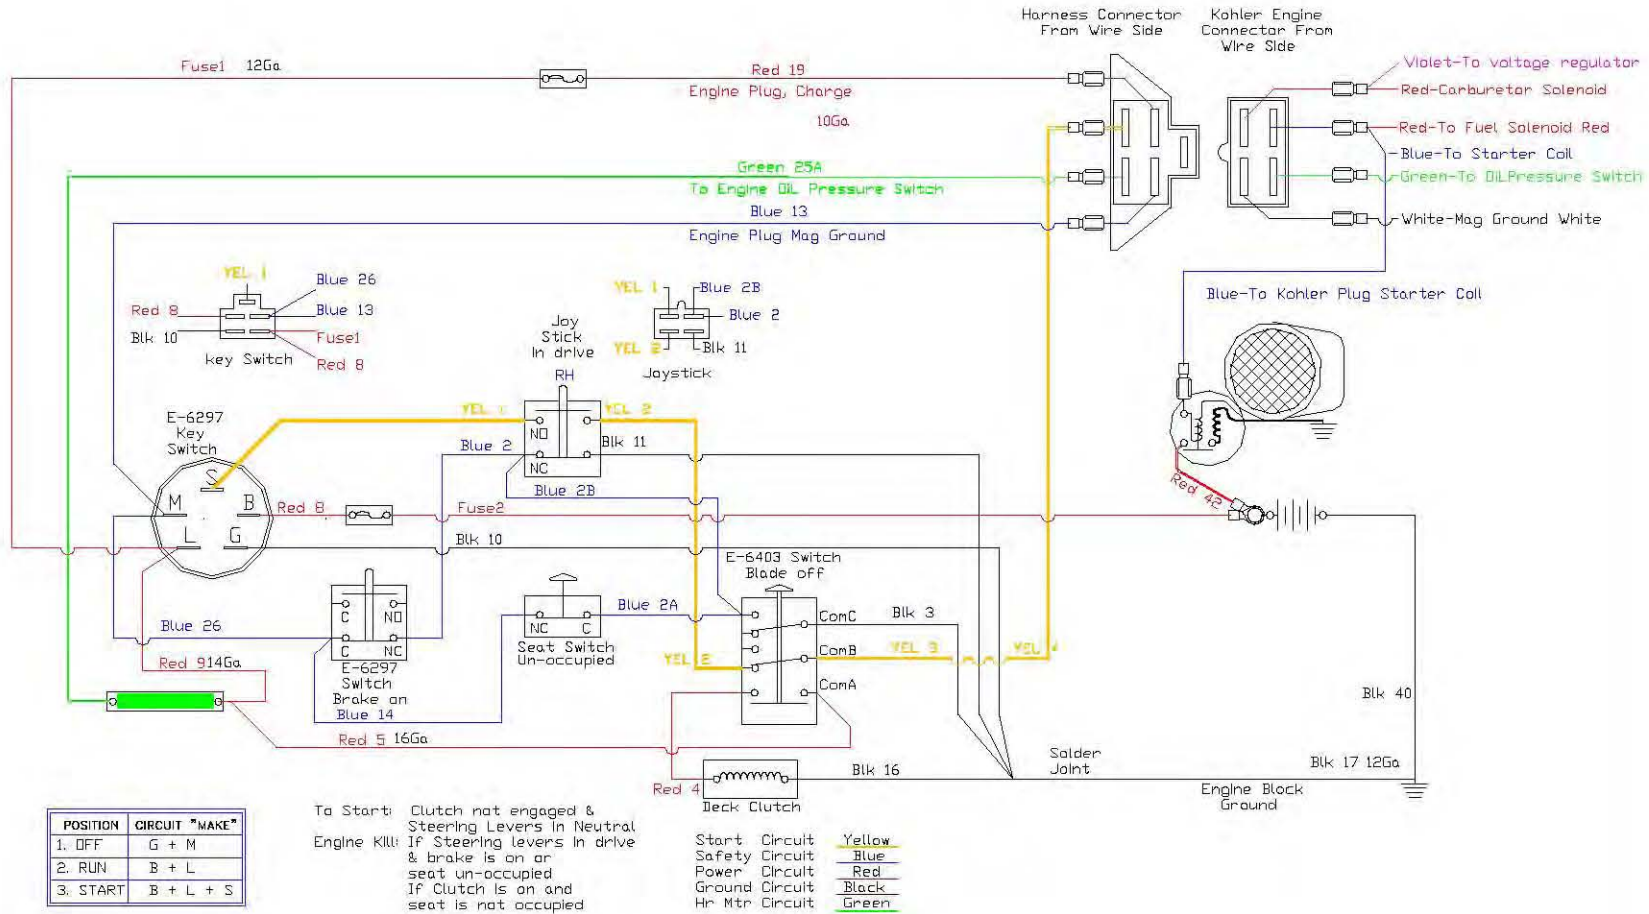 Harness Connector
From Wire Side
Kohler Engine
Connector From
Wire Side
Fuse1 12Ga
Red 19
Engine Plug, Charge
10Ga
Violet-To voltage regulator
Red-Carburetor Solenoid
Red-To Fuel Solenoid Red
Blue-To Starter Coil
Green-To OiLPressure Switch
White-Mag Ground White
Green 25A
To Engine OiL Pressure Switch
Blue 13
Engine Plug Mag Ground
YEL 1
Blue 26
Red 8
Blue 13
Blk 10
Fuse1
key Switch
Red 8
YEL 1
Blue 2B
Blue 2
YEL 2
Blk 11
Joystick
Joy
Stick
In drive
RH
Blue-To Kohler Plug Starter Coil
E-6297
Key
Switch
S
M
B
L
G
YEL 1
YEL 2
NO
Blue 2
Blk 11
NC
Blue 2B
Red 8
Fuse2
Red 42
Blk 10
E-6403 Switch
Blade off
C
NO
C
NC
Blue 26
E-6297
Switch
Brake on
Blue 14
NC
C
Seat Switch
Un-occupied
Blue 2A
ComC
Blk 3
ComB
YEL 2
YEL 3
YEL
ComA
Red 914Ga
Red 5 16Ga
Blk 40
Red 4
Blk 16
Deck Clutch
Solder
Joint
Blk 17 12Ga
Engine Block
Ground
POSITION CIRCUIT "MAKE"
1. OFF G + M
2. RUN B + L
3. START B + L + S
To Start: Clutch not engaged &
Steering Levers In Neutral
Engine Kill: If Steering levers in drive
& brake is on or
seat un-occupied
If Clutch is on and
seat is not occupied
Start Circuit Yellow
Safety Circuit Blue
Power Circuit Red
Ground Circuit Black
Hr Mtr Circuit Green